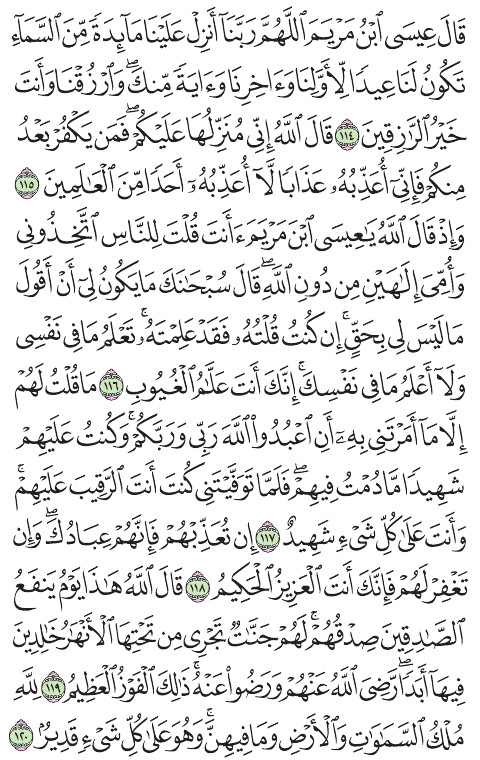 قَالَ عِيسَى ٱبْنُ مَرْيَمَ ٱللَّهُمَّ رَبَّنَآ أَنزِلْ عَلَيْنَا مَآئِدَةً مِّنَ ٱلسَّمَآءِ
تَكُونُ لَنَا عِيدًا لِّأَوَّلِنَا وَءَاخِرِنَا وَءَايَةً مِّنكَۖ وَٱرْزُقْنَا وَأَنتَ
خَيْرُ ٱلرَّٰزِقِينَ ١١٤ قَالَ ٱللَّهُ إِنِّى مُنَزِّلُهَا عَلَيْكُمْۖ فَمَن يَكْفُرْ بَعْدُ
مِنكُمْ فَإِنِّىٓ أُعَذِّبُهُۥ عَذَابًا لَّآ أُعَذِّبُهُۥٓ أَحَدًا مِّنَ ٱلْعَٰلَمِينَ ١١٥
وَإِذْ قَالَ ٱللَّهُ يَٰعِيسَى ٱبْنَ مَرْيَمَ ءَأَنتَ قُلْتَ لِلنَّاسِ ٱتَّخِذُونِى
وَأُمِّىَ إِلَٰهَيْنِ مِن دُونِ ٱللَّهِۖ قَالَ سُبْحَٰنَكَ مَا يَكُونُ لِىٓ أَنْ أَقُولَ
مَا لَيْسَ لِى بِحَقٍّۚ إِن كُنتُ قُلْتُهُۥ فَقَدْ عَلِمْتَهُۥۚ تَعْلَمُ مَا فِى نَفْسِى
وَلَآ أَعْلَمُ مَا فِى نَفْسِكَۚ إِنَّكَ أَنتَ عَلَّٰمُ ٱلْغُيُوبِ ١١٦ مَا قُلْتُ لَهُمْ
إِلَّا مَآ أَمَرْتَنِى بِهِۦٓ أَنِ ٱعْبُدُوا۟ ٱللَّهَ رَبِّى وَرَبَّكُمْۚ وَكُنتُ عَلَيْهِمْ
شَهِيدًا مَّا دُمْتُ فِيهِمْۖ فَلَمَّا تَوَفَّيْتَنِى كُنتَ أَنتَ ٱلرَّقِيبَ عَلَيْهِمْۚ
وَأَنتَ عَلَىٰ كُلِّ شَىْءٍ شَهِيدٌ ١١٧ إِن تُعَذِّبْهُمْ فَإِنَّهُمْ عِبَادُكَۖ وَإِن
تَغْفِرْ لَهُمْ فَإِنَّكَ أَنتَ ٱلْعَزِيزُ ٱلْحَكِيمُ ١١٨ قَالَ ٱللَّهُ هَٰذَا يَوْمُ يَنفَعُ
ٱلصَّٰدِقِينَ صِدْقُهُمْۚ لَهُمْ جَنَّٰتٌ تَجْرِى مِن تَحْتِهَا ٱلْأَنْهَٰرُ خَٰلِدِينَ
فِيهَآ أَبَدًاۚ رَّضِىَ ٱللَّهُ عَنْهُمْ وَرَضُوا۟ عَنْهُۚ ذَٰلِكَ ٱلْفَوْزُ ٱلْعَظِيمُ ١١٩ لِلَّهِ
مُلْكُ ٱلسَّمَٰوَٰتِ وَٱلْأَرْضِ وَمَا فِيهِنَّۚ وَهُوَ عَلَىٰ كُلِّ شَىْءٍ قَدِيرٌ ١٢٠